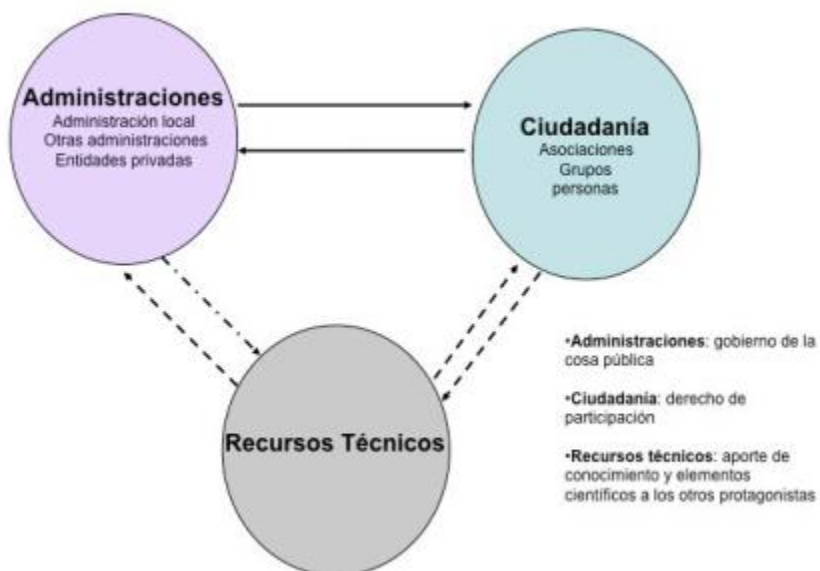 Administraciones
Administración local
Otras administraciones
Entidades privadas
Ciudadanía
Asociaciones
Grupos
personas
Recursos Técnicos
•Administraciones: gobierno de la
cosa pública
•Ciudadanía: derecho de
participación
•Recursos técnicos: aporte de
conocimiento y elementos
científicos a los otros protagonistas